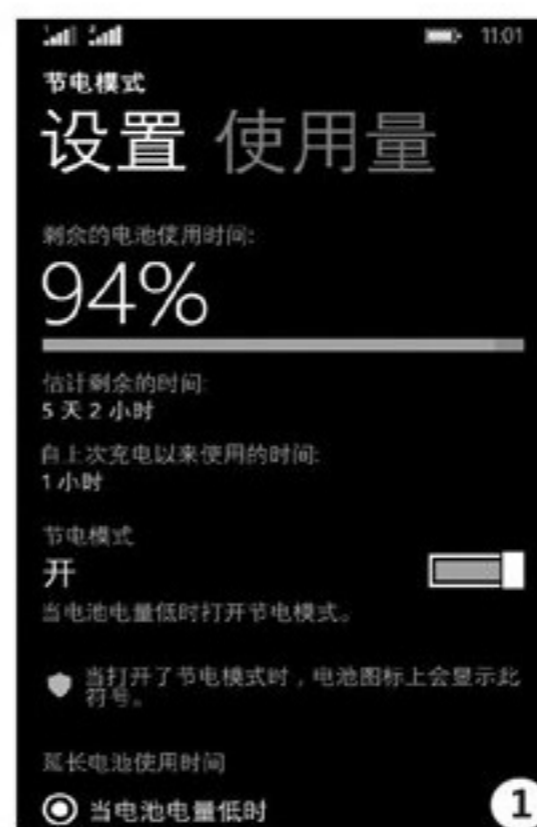 11:01
节电模式
设置 使用量
剩余的电池使用时间:
94%
估计剩余的时间:
5 天 2 小时
自上次充电以来使用的时间:
1 小时
节电模式
开
当电池电量低时打开节电模式。
当打开了节电模式时，电池图标上会显示此
符号。
延长电池使用时间
当电池电量低时
1